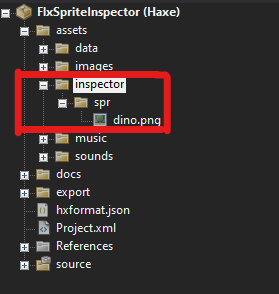 FlxSpriteInspector (Haxe)
assets
data
images
inspector
spr
dino.png
music
sounds
docs
export
hxformat.json
Project.xml
References
source